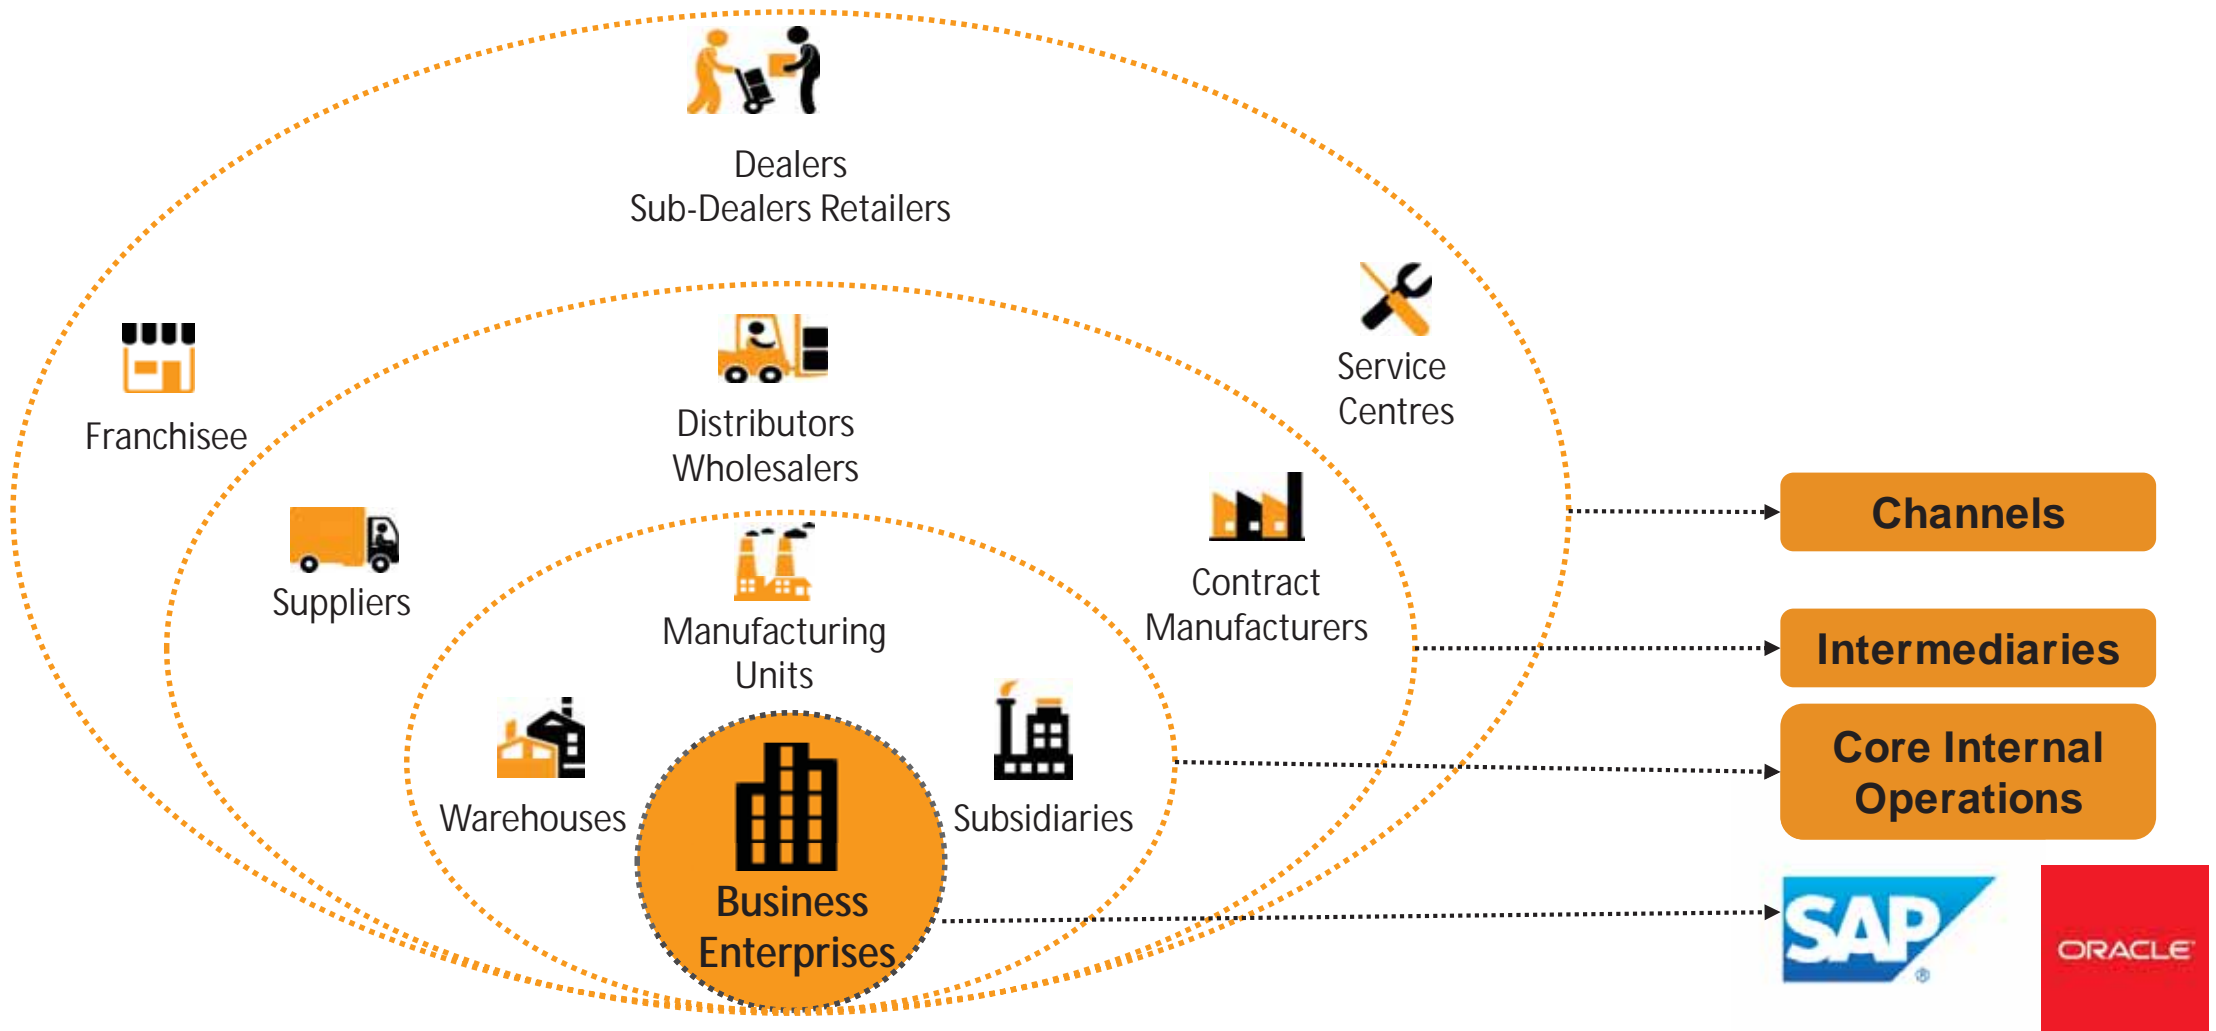 Dealers
Sub-Dealers Retailers
Service
Centres
Franchisee
Distributors
Wholesalers
Suppliers
Contract
Manufacturers
Manufacturing
Units
Warehouses
Subsidiaries
Business
Enterprises
Channels
Intermediaries
Core Internal
Operations
SAP®
ORACLE